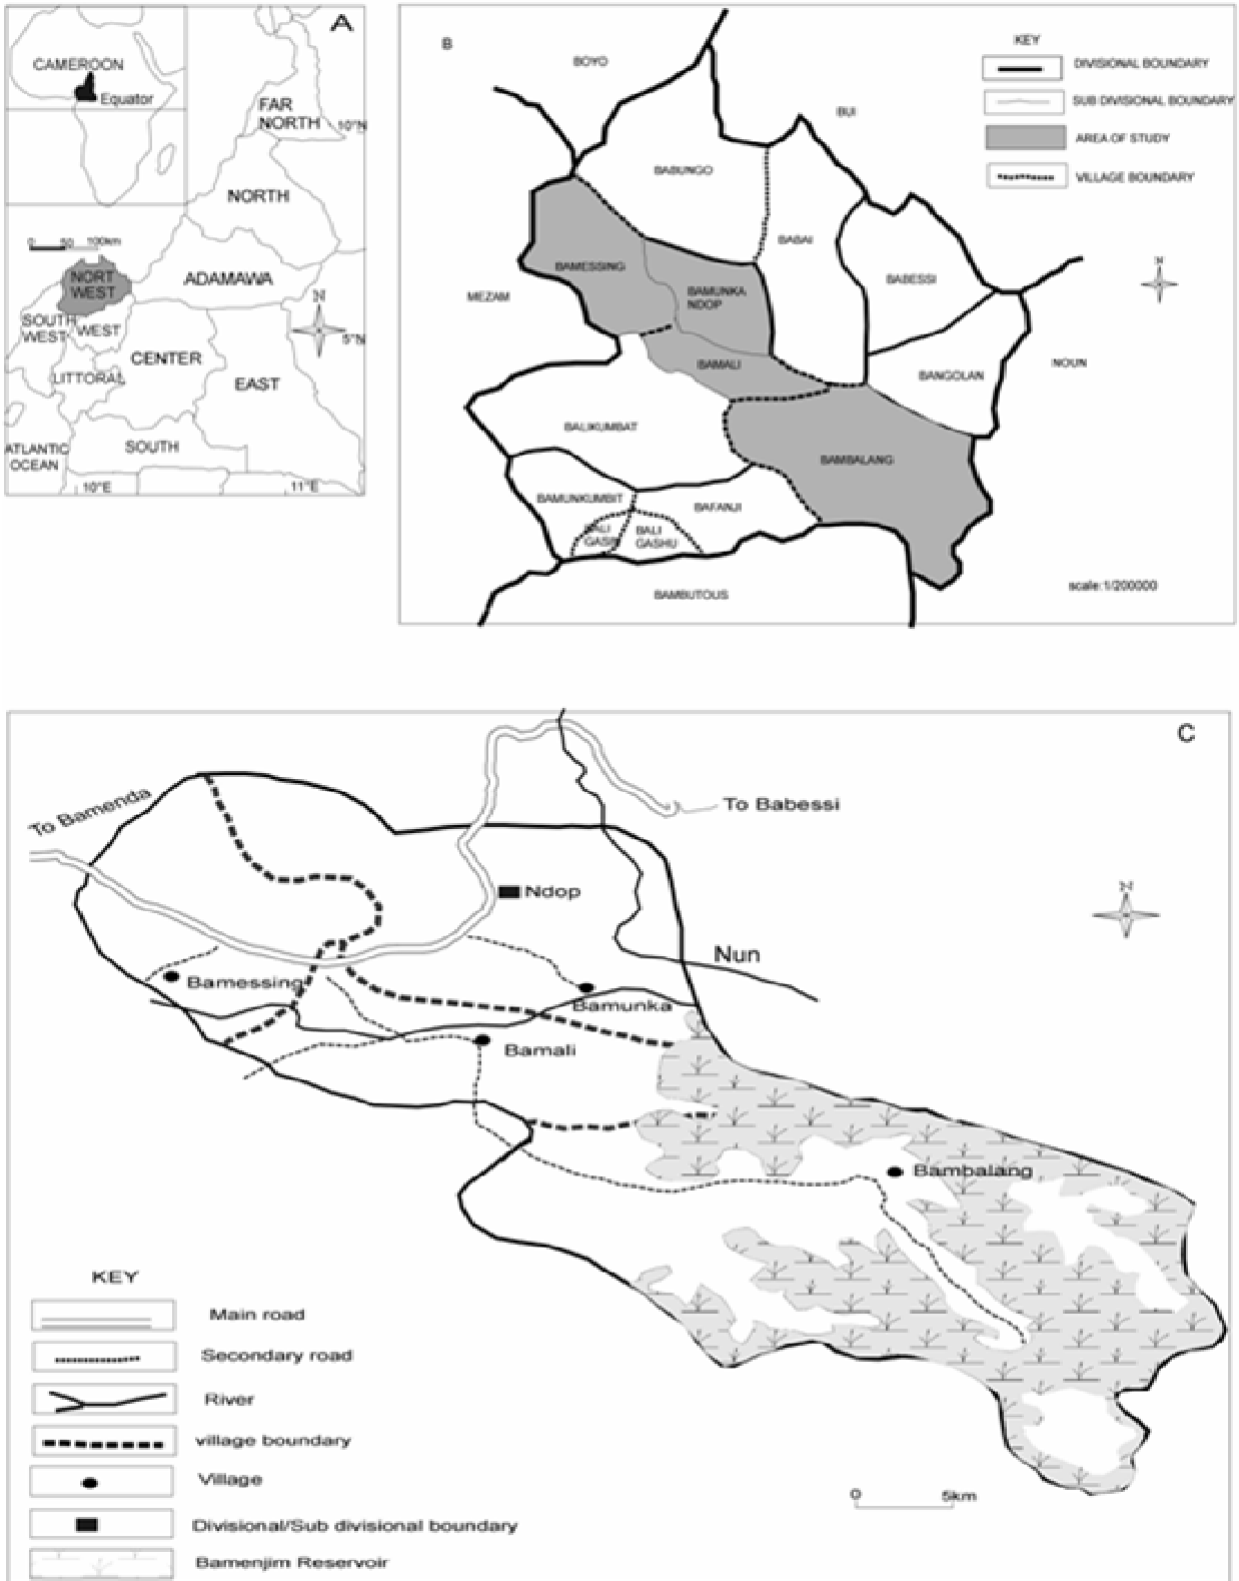 A
CAMEROON
Equator
FAR
NORTH
10°N
NORTH
0 50 100km
NORT
WEST
ADAMAWA
N
SOUTH
WEST
WEST
5°N
CENTER
LITTORAL
EAST
ATLANTIC
OCEAN
SOUTH
10°E
11°E
B
BOYO
BUI
KEY
DIVISIONAL BOUNDARY
SUB DIVISIONAL BOUNDARY
AREA OF STUDY
VILLAGE BOUNDARY
BABUNGO
BABAI
BAMESSING
BABESSI
N
MEZAM
BAMUNKA
NDOP
BAMALI
BANGOLAN
NOUN
BALIKUMBAT
BAMBALANG
BAMUNKUMBIT
BAFANJI
BALI
GASIN
BALI
GASHU
BAMBUTOUS
scale:1/200000
C
To Bamenda
To Babessi
Ndop
N
Nun
Bamessing
Bamunka
Bamali
Bambalang
KEY
Main road
Secondary road
River
village boundary
Village
Divisional/Sub divisional boundary
Bamenjim Reservoir
0 5km